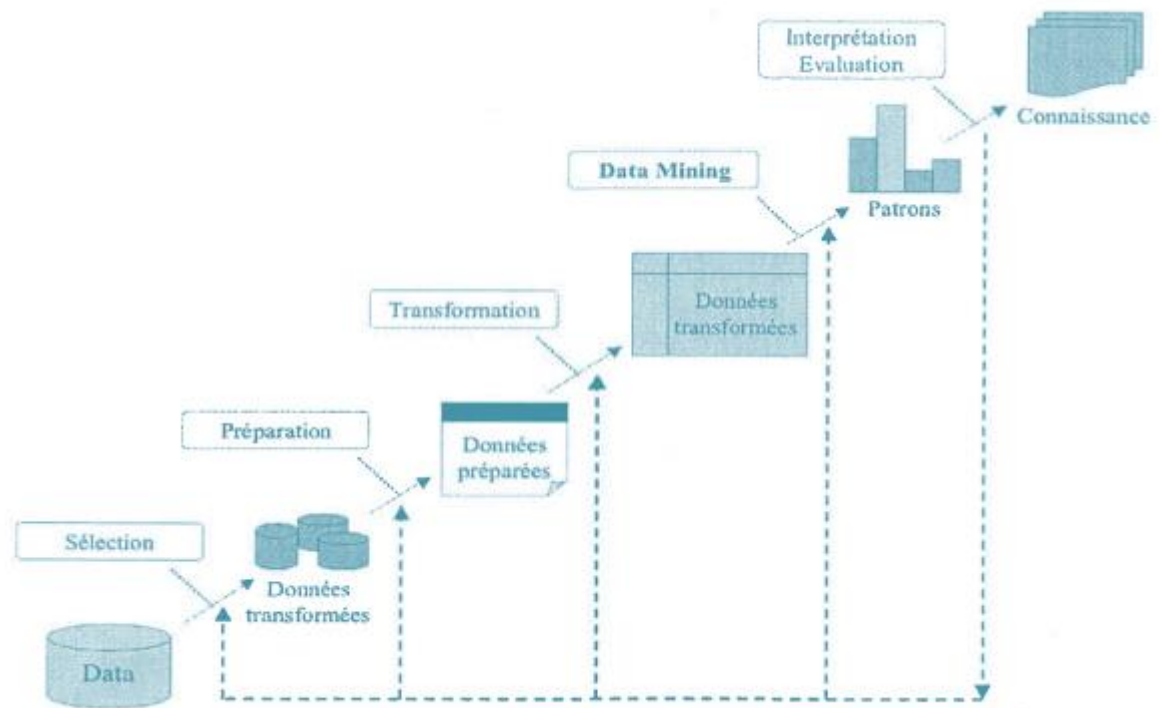 Interprétation
Evaluation
Connaissance
Data Mining
Patrons
Transformation
Données
transformées
Préparation
Données
préparées
Sélection
Données
transformées
Data